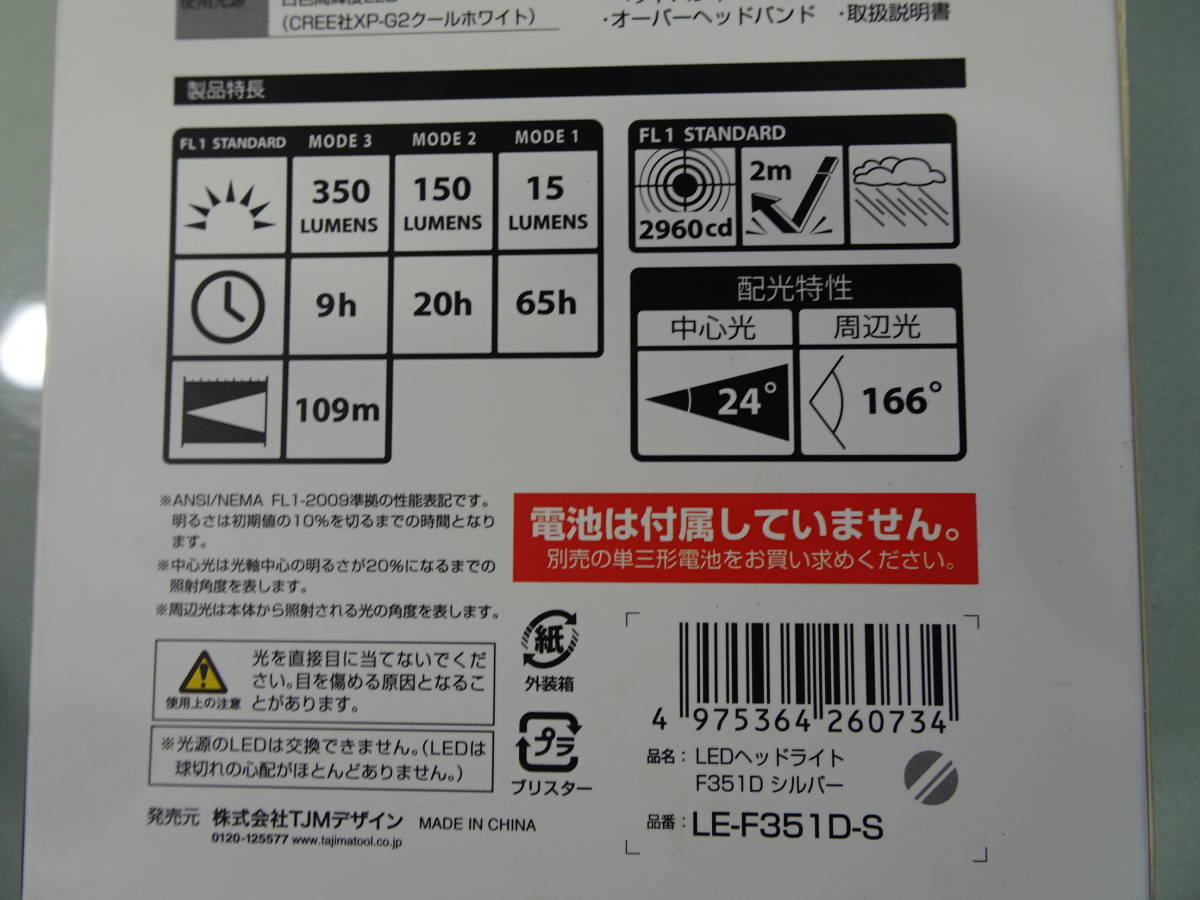 使用光源
白色高輝度LED
(CREE社XP-G2クールホワイト)
・オーバーヘッドバンド ・取扱説明書
製品特長
FL1 STANDARD MODE 3 MODE 2 MODE 1
350 LUMENS 150 LUMENS 15 LUMENS
9h 20h 65h
109m
FL1 STANDARD
2960cd 2m
配光特性
中心光 周辺光
24° 166°
※ANSI/NEMA FL1-2009準拠の性能表記です。
明るさは初期値の10%を切るまでの時間となり
ます。
※中心光は光軸中心の明るさが20%になるまでの
照射角度を表します。
※周辺光は本体から照射される光の角度を表します。
電池は付属していません。
別売の単三形電池をお買い求めください。
使用上の注意
光を直接目に当てないでくだ
さい。目を傷める原因となるこ
とがあります。
※光源のLEDは交換できません。(LEDは
球切れの心配がほとんどありません。)
紙
外装箱
プラ
ブリスター
4 975364 260734
品名: LEDヘッドライト
F351D シルバー
品番: LE-F351D-S
発売元 株式会社TJMデザイン MADE IN CHINA
0120-125577 www.tajimatool.co.jp